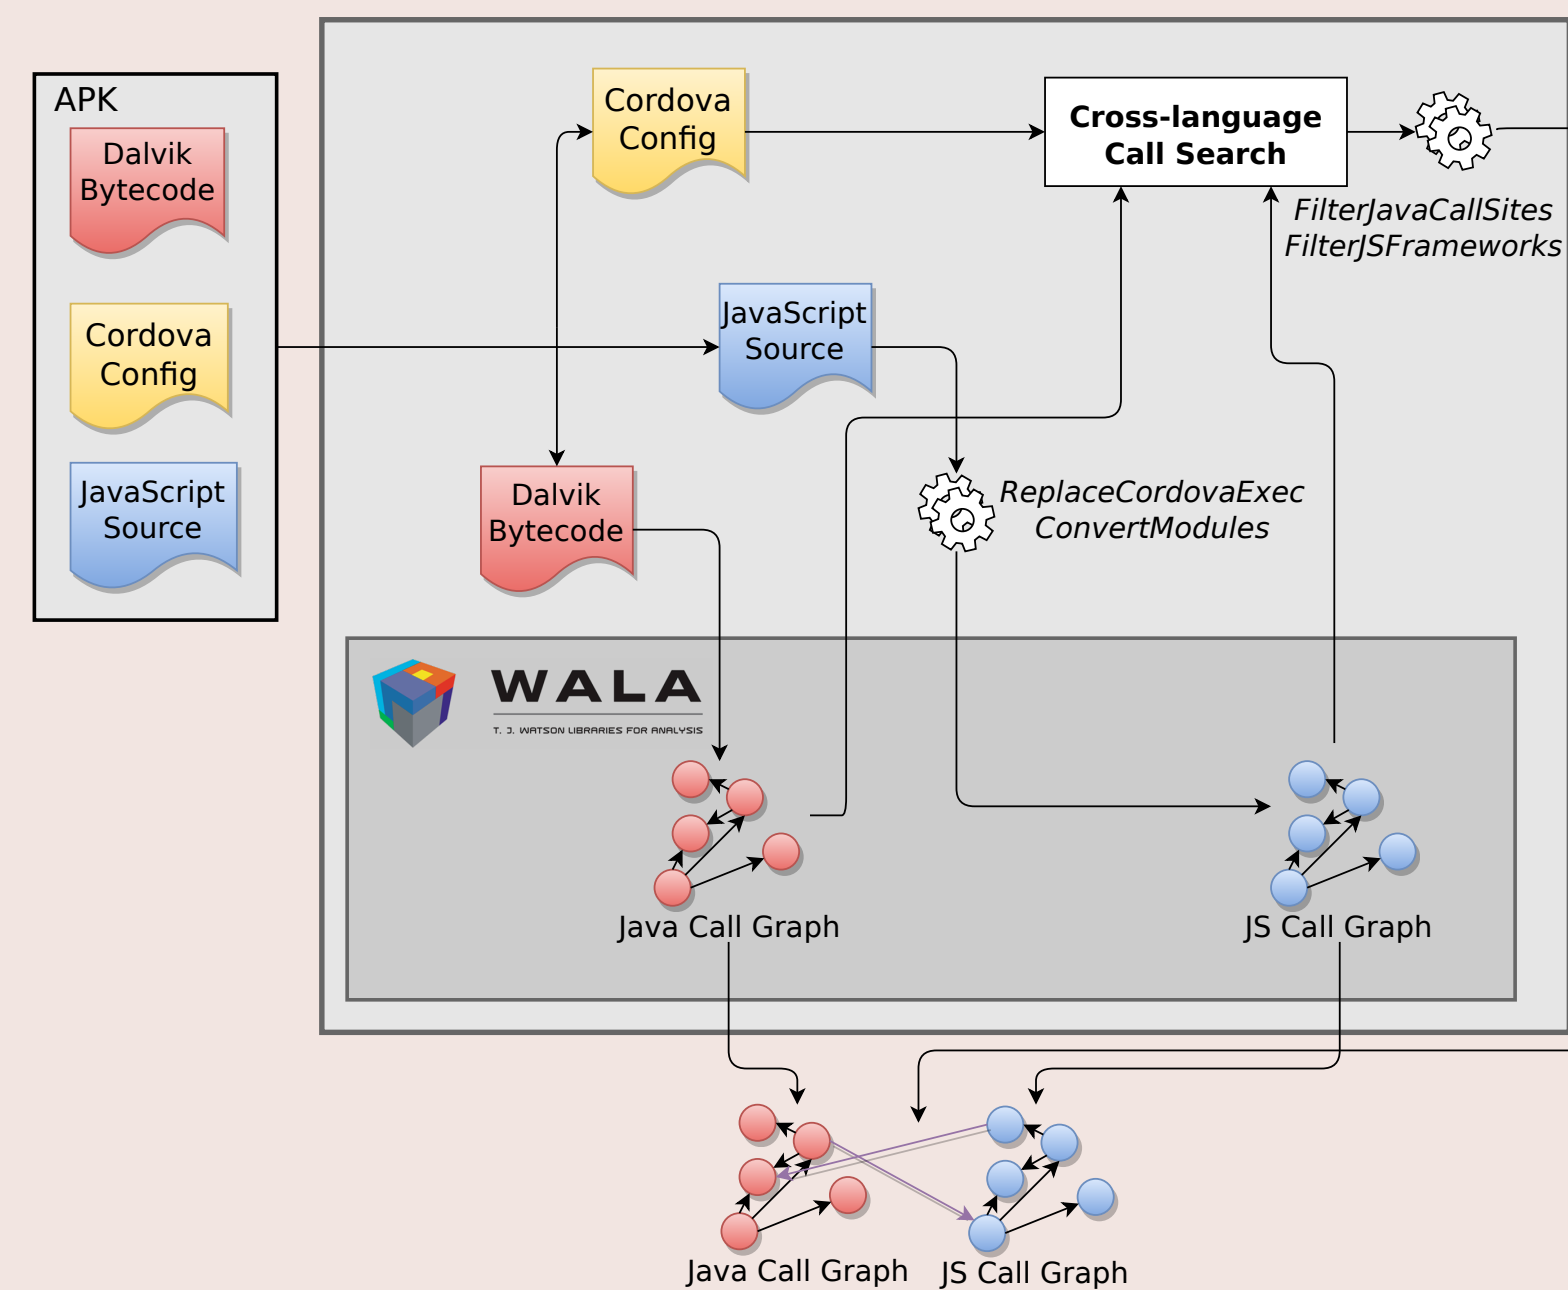 APK
Dalvik
Bytecode
Cordova
Config
JavaScript
Source
Cordova
Config
Cross-language
Call Search
FilterJavaCallSites
FilterJSFrameworks
JavaScript
Source
Dalvik
Bytecode
ReplaceCordovaExec
ConvertModules
WALA
T. J. WATSON LIBRARIES FOR ANALYSIS
Java Call Graph
JS Call Graph
Java Call Graph
JS Call Graph